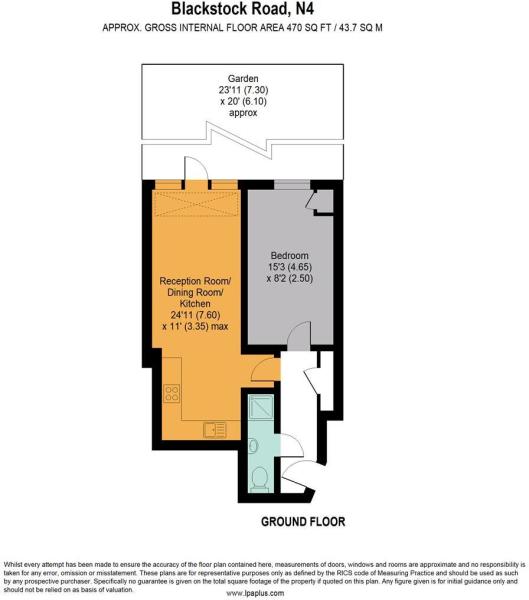 Blackstock Road, N4
APPROX. GROSS INTERNAL FLOOR AREA 470 SQ FT / 43.7 SQ M
Garden
23'11 (7.30)
x 20' (6.10)
approx
Bedroom
15'3 (4.65)
x 8'2 (2.50)
Reception Room/
Dining Room/
Kitchen
24'11 (7.60)
x 11' (3.35) max
GROUND FLOOR
Whilst every attempt has been made to ensure the accuracy of the floor plan contained here, measurements of doors, windows and rooms are approximate and no responsibility is
taken for any error, omission or misstatement. These plans are for representative purposes only as defined by the RICS code of Measuring Practice and should be used as such
by any prospective purchaser. Specifically no guarantee is given on the total square footage of the property if quoted on this plan. Any figure given is for initial guidance only and
should not be relied on as basis of valuation.
www.lpaplus.com